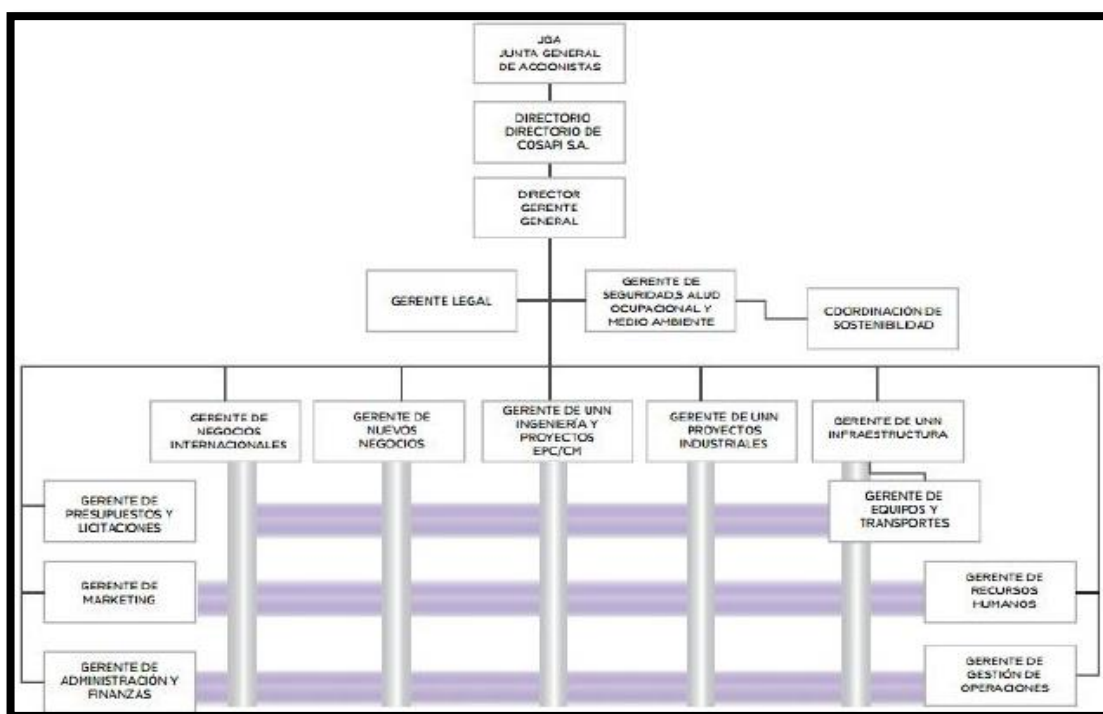 JGA
JUNTA GENERAL
DE ACCIONISTAS
DIRECTORIO
DIRECTORIO DE
COSAPI S.A.
DIRECTOR
GERENTE
GENERAL
GERENTE LEGAL
GERENTE DE
SEGURIDAD,S ALUD
OCUPACIONAL Y
MEDIO AMBIENTE
COORDINACIÓN DE
SOSTENIBILIDAD
GERENTE DE
NEGOCIOS
INTERNACIONALES
GERENTE DE
NUEVOS
NEGOCIOS
GERENTE DE UNN
INGENIERÍA Y
PROYECTOS
EPC/CM
GERENTE DE UNN
PROYECTOS
INDUSTRIALES
GERENTE DE UNN
INFRAESTRUCTURA
GERENTE DE
PRESUPUESTOS Y
LICITACIONES
GERENTE DE
EQUIPOS Y
TRANSPORTES
GERENTE DE
MARKETING
GERENTE DE
RECURSOS
HUMANOS
GERENTE DE
ADMINISTRACIÓN Y
FINANZAS
GERENTE DE
GESTIÓN DE
OPERACIONES